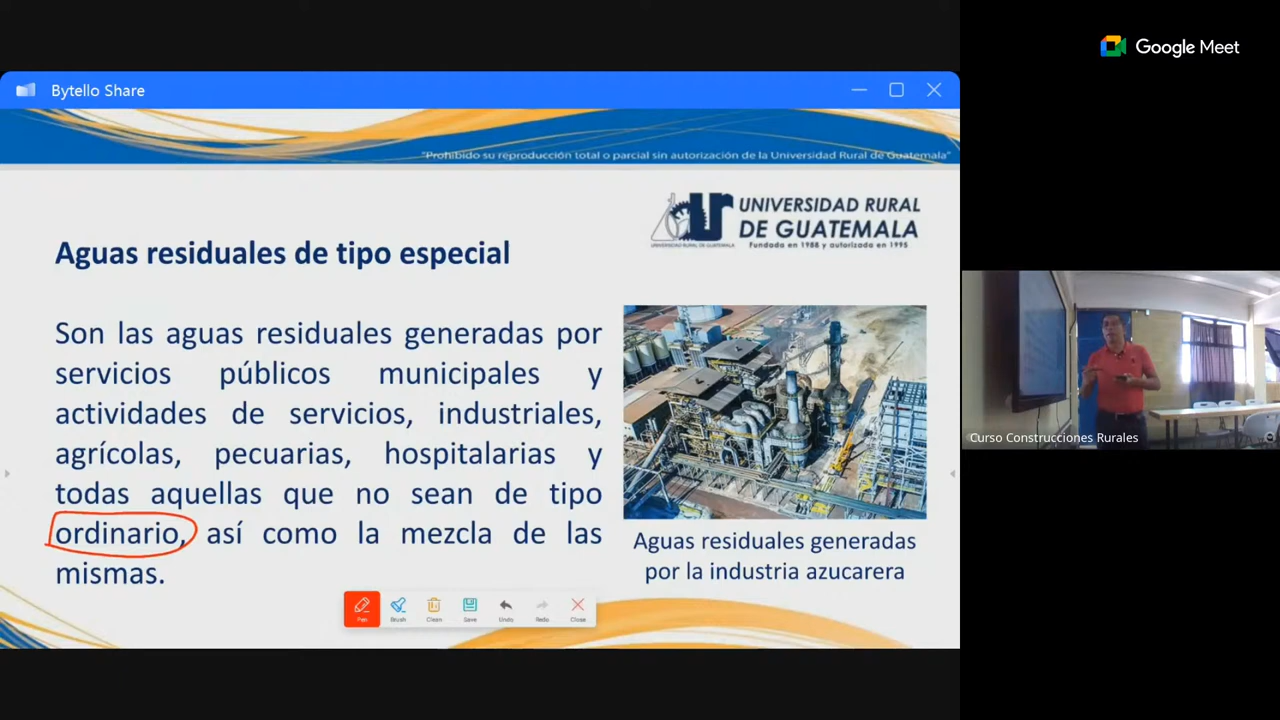 Google Meet
Bytello Share
"Prohibido su reproducción total o parcial sin autorización de la Universidad Rural de Guatemala"
UNIVERSIDAD RURAL
DE GUATEMALA
Fundada en 1988 y autorizada en 1995
UNIVERSIDAD RURAL DE GUATEMALA
Aguas residuales de tipo especial
Son las aguas residuales generadas por
servicios públicos municipales y
actividades de servicios, industriales,
agrícolas, pecuarias, hospitalarias y
todas aquellas que no sean de tipo
ordinario, así como la mezcla de las
mismas.
Aguas residuales generadas
por la industria azucarera
Pen Brush Clean Save Undo Redo Close
Curso Construcciones Rurales